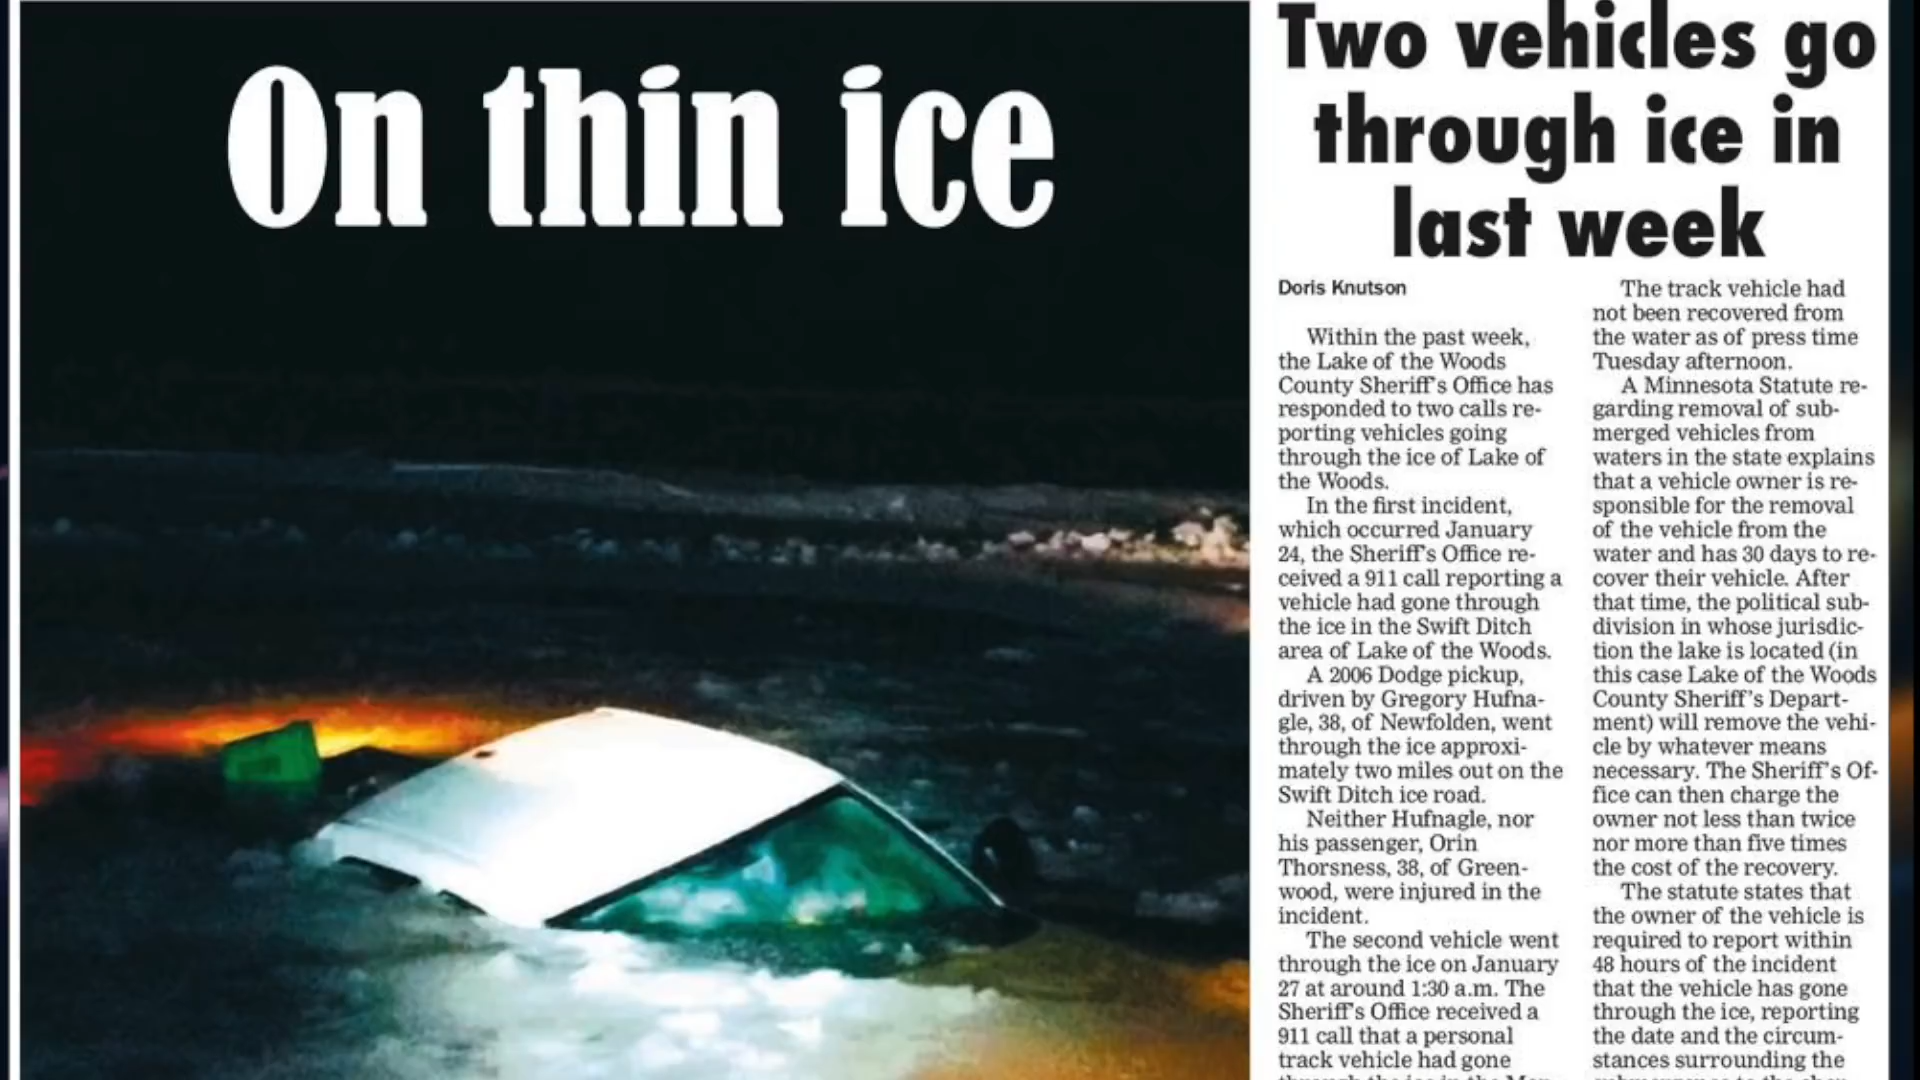 On thin ice
Two vehicles go
through ice in
last week
Doris Knutson
Within the past week,
the Lake of the Woods
County Sheriff's Office has
responded to two calls re-
porting vehicles going
through the ice of Lake of
the Woods.
In the first incident,
which occurred January
24, the Sheriff's Office re-
ceived a 911 call reporting a
vehicle had gone through
the ice in the Swift Ditch
area of Lake of the Woods.
A 2006 Dodge pickup,
driven by Gregory Hufna-
gle, 38, of Newfolden, went
through the ice approxi-
mately two miles out on the
Swift Ditch ice road.
Neither Hufnagle, nor
his passenger, Orin
Thorsness, 38, of Green-
wood, were injured in the
incident.
The second vehicle went
through the ice on January
27 at around 1:30 a.m. The
Sheriff's Office received a
911 call that a personal
track vehicle had gone
through the ice in the
The track vehicle had
not been recovered from
the water as of press time
Tuesday afternoon.
A Minnesota Statute re-
garding removal of sub-
merged vehicles from
waters in the state explains
that a vehicle owner is re-
sponsible for the removal
of the vehicle from the
water and has 30 days to re-
cover their vehicle. After
that time, the political sub-
division in whose jurisdic-
tion the lake is located (in
this case Lake of the Woods
County Sheriff's Depart-
ment) will remove the vehi-
cle by whatever means
necessary. The Sheriff's Of-
fice can then charge the
owner not less than twice
nor more than five times
the cost of the recovery.
The statute states that
the owner of the vehicle is
required to report within
48 hours of the incident
that the vehicle has gone
through the ice, reporting
the date and the circum-
stances surrounding the